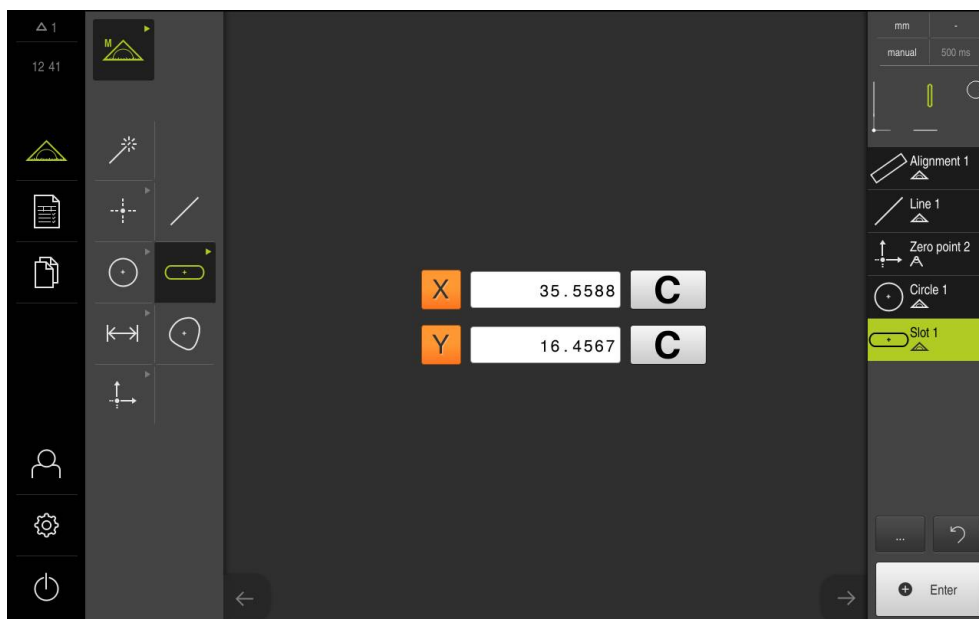 1
12 41
M
X 35.5588 C
Y 16.4567 C
mm -
manual 500 ms
Alignment 1
Line 1
Zero point 2
Circle 1
Slot 1
...
Enter